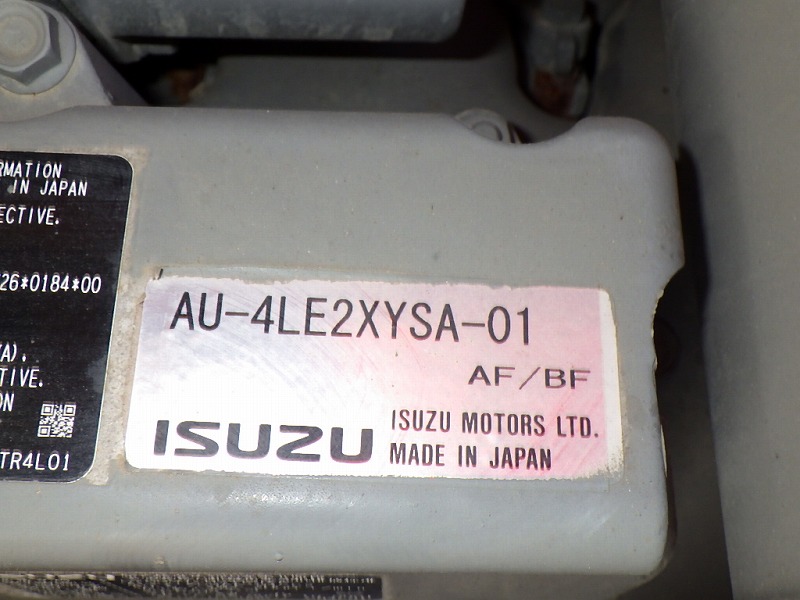 RMATION
IN JAPAN
ECTIVE.
26*0184*00
A),
TIVE.
ON
TR4L01
AU-4LE2XYSA-01
AF/BF
ISUZU
ISUZU MOTORS LTD.
MADE IN JAPAN